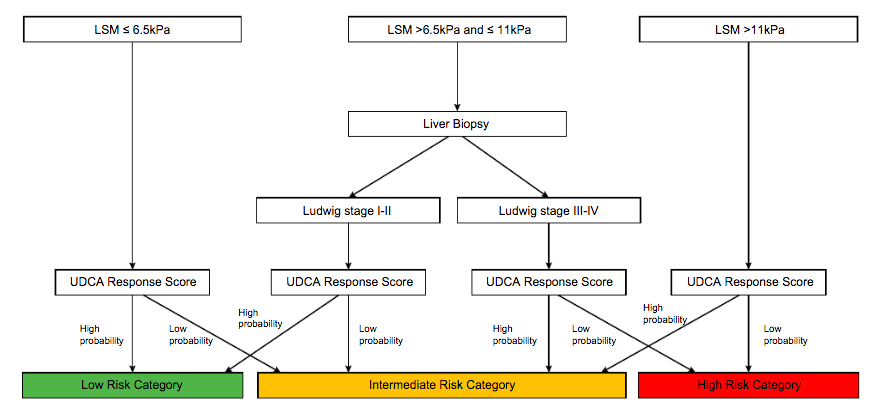 LSM ≤ 6.5kPa
LSM >6.5kPa and ≤ 11kPa
LSM >11kPa
Liver Biopsy
Ludwig stage I-II
Ludwig stage III-IV
UDCA Response Score
UDCA Response Score
UDCA Response Score
UDCA Response Score
High
probability
Low
probability
High
probability
Low
probability
High
probability
Low
probability
High
probability
Low
probability
Low Risk Category
Intermediate Risk Category
High Risk Category